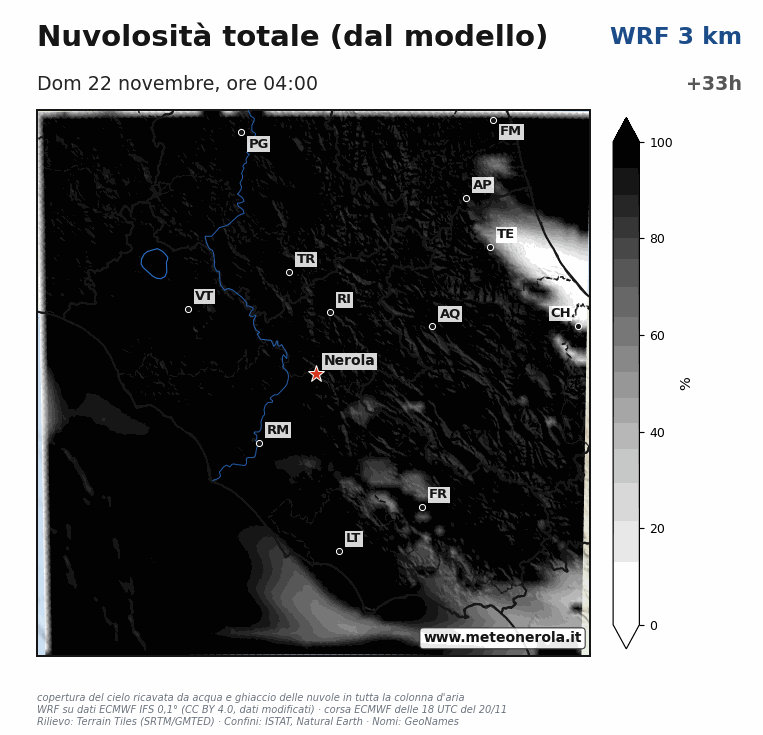 Nuvolosità totale (dal modello)
WRF 3 km
Dom 22 novembre, ore 04:00
+33h
FM
PG
AP
TE
TR
VT
RI
AQ
CH
Nerola
RM
FR
LT
www.meteonerola.it
100
80
60
40
20
0
%
copertura del cielo ricavata da acqua e ghiaccio delle nuvole in tutta la colonna d'aria
WRF su dati ECMWF IFS 0,1° (CC BY 4.0, dati modificati) · corsa ECMWF delle 18 UTC del 20/11
Rilievo: Terrain Tiles (SRTM/GMTED) · Confini: ISTAT, Natural Earth · Nomi: GeoNames